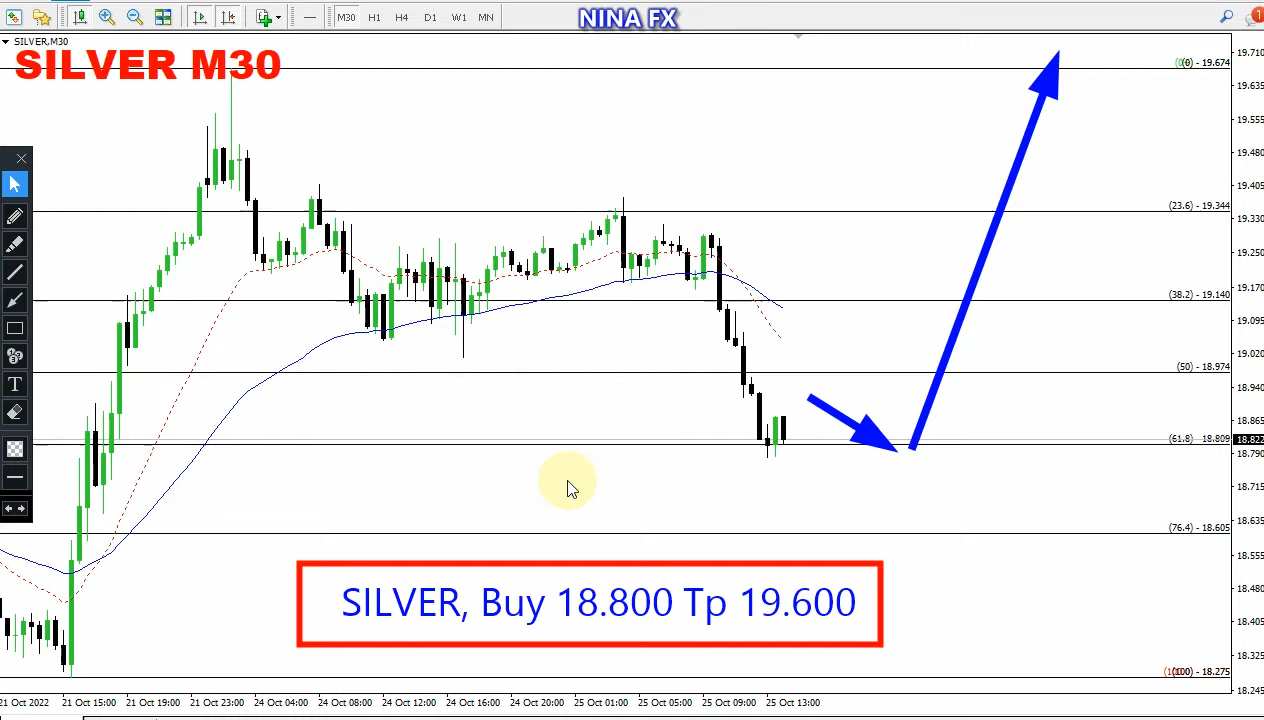 M30 H1 H4 D1 W1 MN
NINA FX
1
SILVER,M30
SILVER M30
19.710
(0) - 19.674
19.635
19.555
19.480
19.405
(23.6) - 19.344
19.330
19.250
19.170
(38.2) - 19.140
19.095
19.020
(50) - 18.974
18.940
18.865
(61.8) - 18.809
18.822
18.790
18.715
18.635
(76.4) - 18.605
18.555
18.480
18.405
18.325
(100) - 18.275
18.245
T
SILVER, Buy 18.800 Tp 19.600
21 Oct 2022 21 Oct 15:00 21 Oct 19:00 21 Oct 23:00 24 Oct 04:00 24 Oct 08:00 24 Oct 12:00 24 Oct 16:00 24 Oct 20:00 25 Oct 01:00 25 Oct 05:00 25 Oct 09:00 25 Oct 13:00